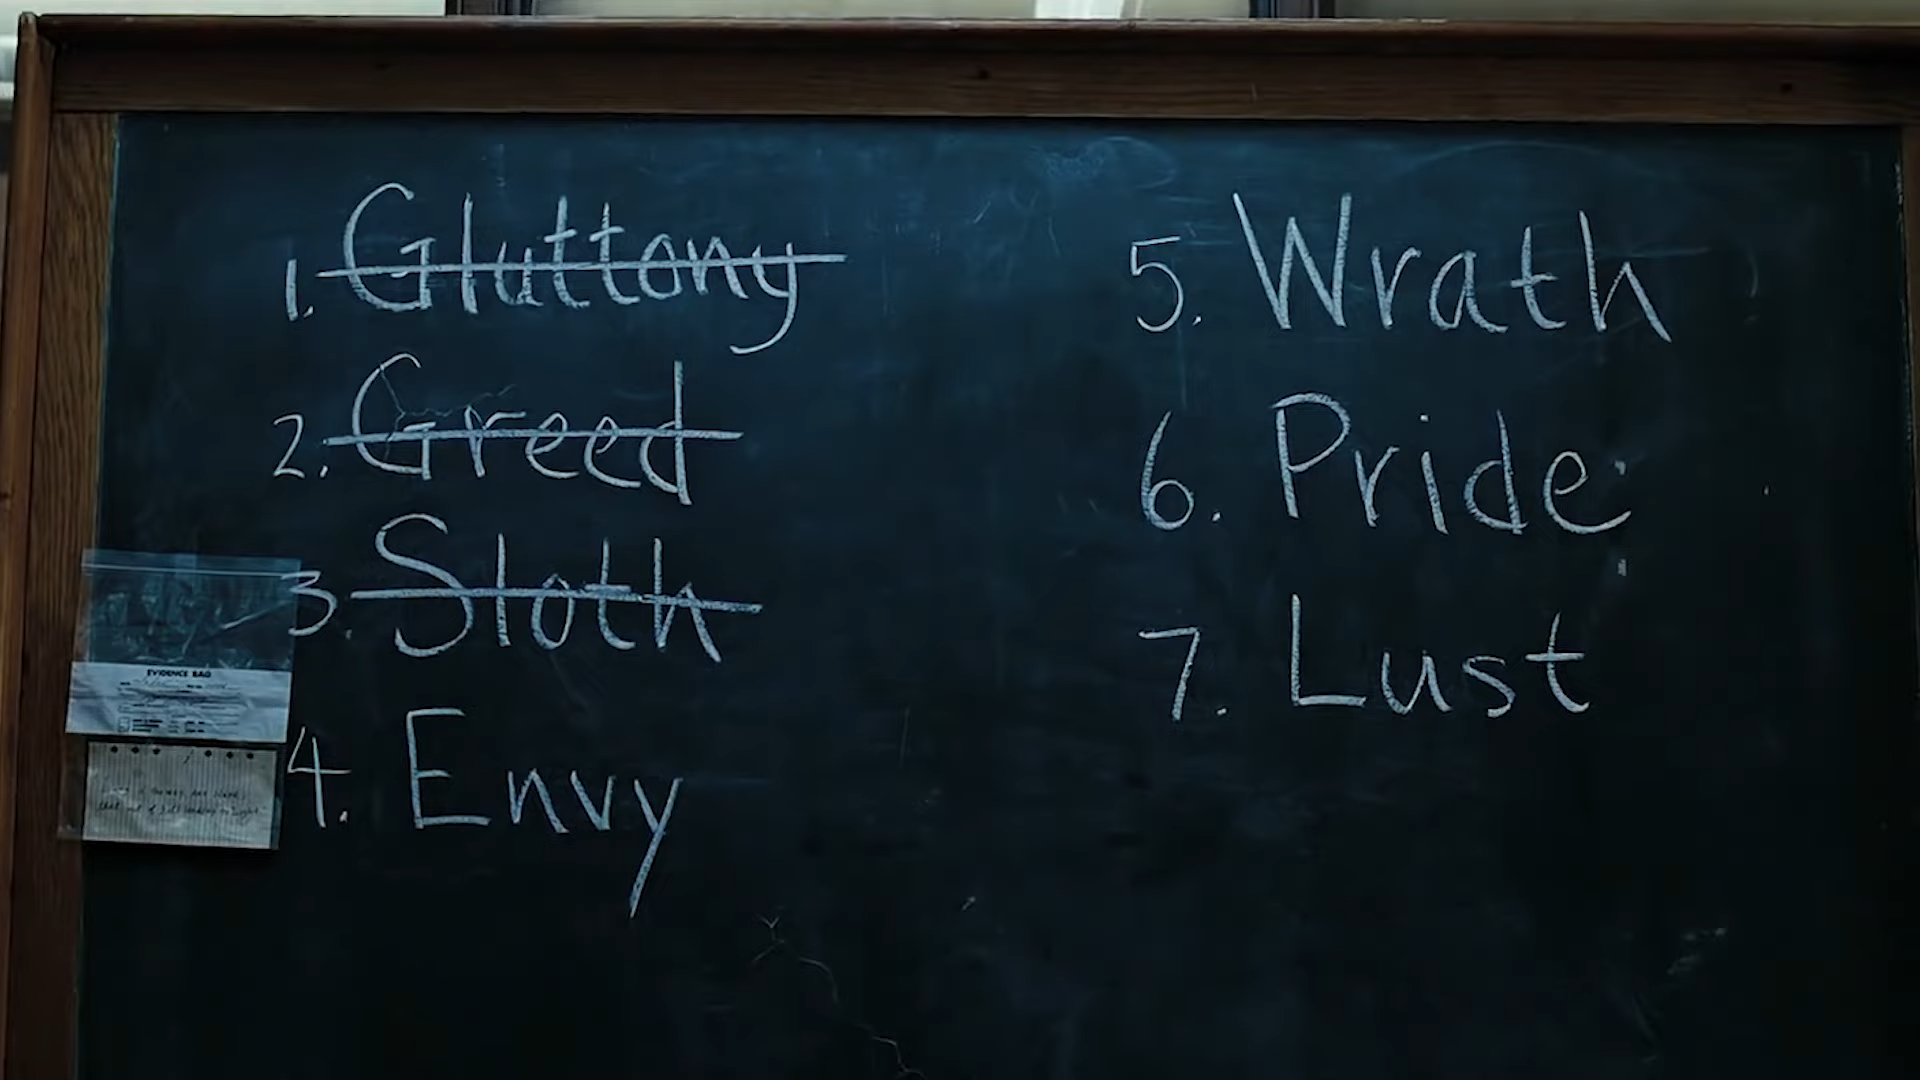 1. Gluttony
2. Greed
3. Sloth
4. Envy
5. Wrath
6. Pride
7. Lust
EVIDENCE BAG